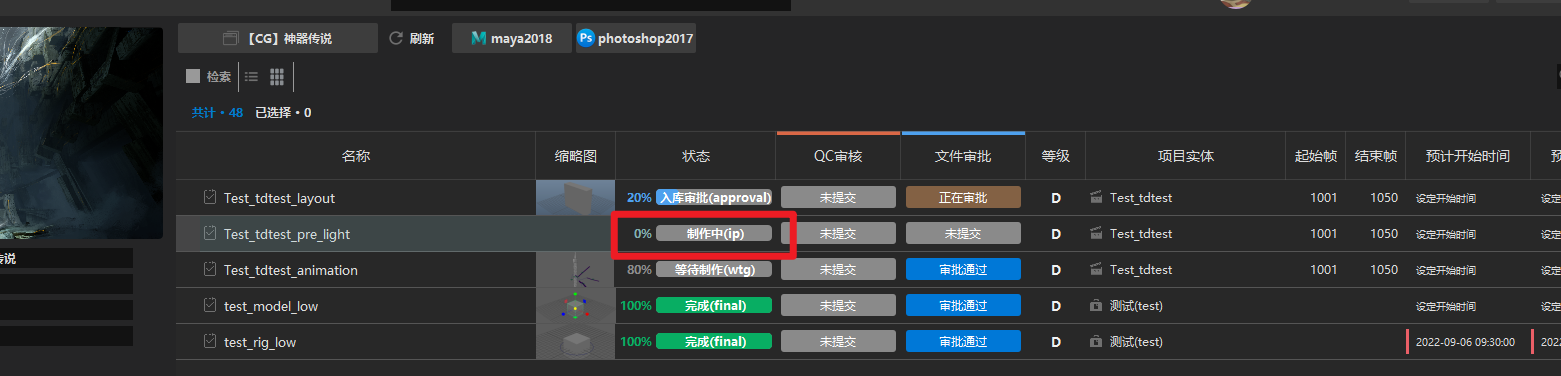 【CG】神器传说 刷新 maya2018 Ps photoshop2017
检索
共计·48 已选择·0
名称 缩略图 状态 QC审核 文件审批 等级 项目实体 起始帧 结束帧 预计开始时间 预
Test_tdtest_layout 20% 入库审批(approval) 未提交 正在审批 D Test_tdtest 1001 1050 设定开始时间 设定
Test_tdtest_pre_light 0% 制作中(ip) 未提交 未提交 D Test_tdtest 1001 1050 设定开始时间 设定
传说
Test_tdtest_animation 80% 等待制作(wtg) 未提交 审批通过 D Test_tdtest 1001 1050 设定开始时间 设定
test_model_low 100% 完成(final) 未提交 审批通过 D 测试(test) 设定开始时间 设定
test_rig_low 100% 完成(final) 未提交 审批通过 D 测试(test) 2022-09-06 09:30:00 2022